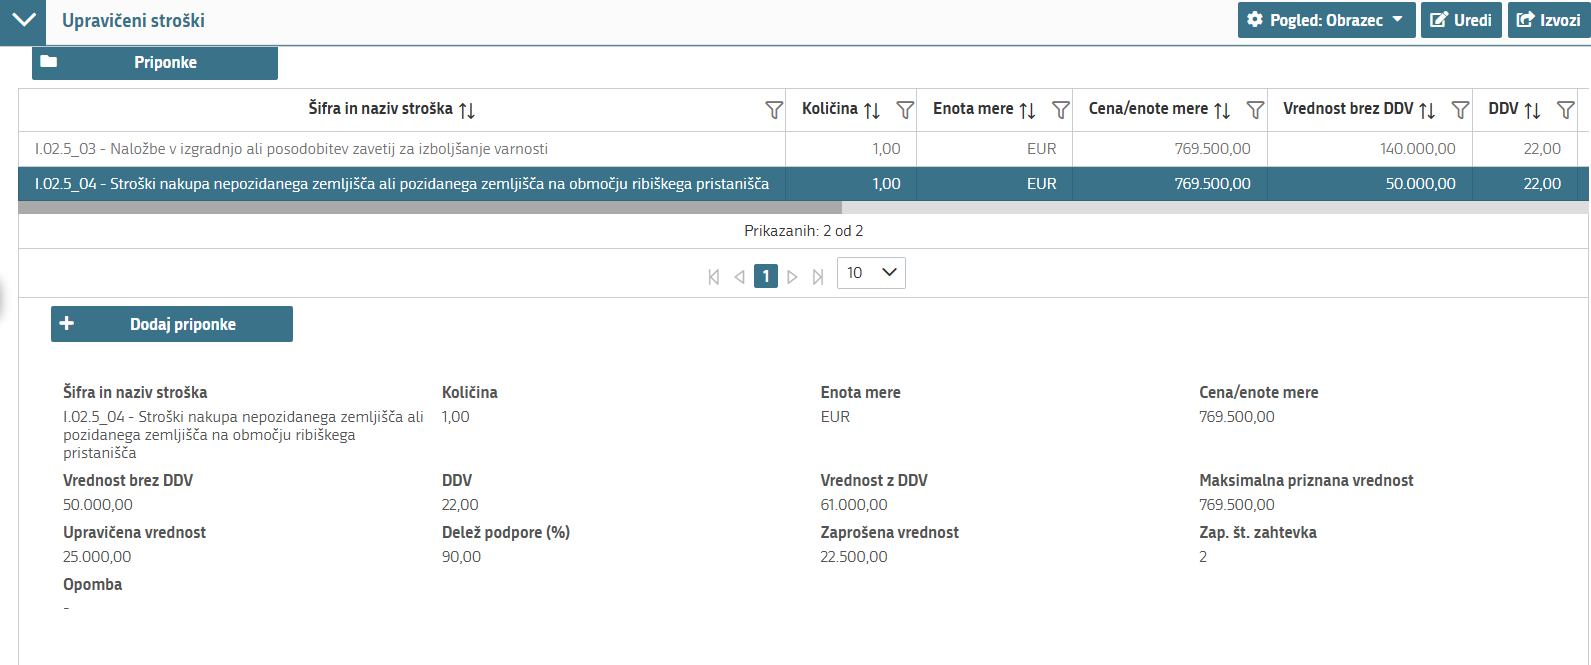 Upravičeni stroški
Pogled: Obrazec
Uredi
Izvozi
Priponke
Šifra in naziv stroška Količina Enota mere Cena/enote mere Vrednost brez DDV DDV
I.02.5_03 - Naložbe v izgradnjo ali posodobitev zavetij za izboljšanje varnosti 1,00 EUR 769.500,00 140.000,00 22,00
I.02.5_04 - Stroški nakupa nepozidanega zemljišča ali pozidanega zemljišča na območju ribiškega pristanišča 1,00 EUR 769.500,00 50.000,00 22,00
Prikazanih: 2 od 2
1 10
Dodaj priponke
Šifra in naziv stroška
I.02.5_04 - Stroški nakupa nepozidanega zemljišča ali
pozidanega zemljišča na območju ribiškega
pristanišča
Količina
1,00
Enota mere
EUR
Cena/enote mere
769.500,00
Vrednost brez DDV
50.000,00
DDV
22,00
Vrednost z DDV
61.000,00
Maksimalna priznana vrednost
769.500,00
Upravičena vrednost
25.000,00
Delež podpore (%)
90,00
Zaprošena vrednost
22.500,00
Zap. št. zahtevka
2
Opomba
-